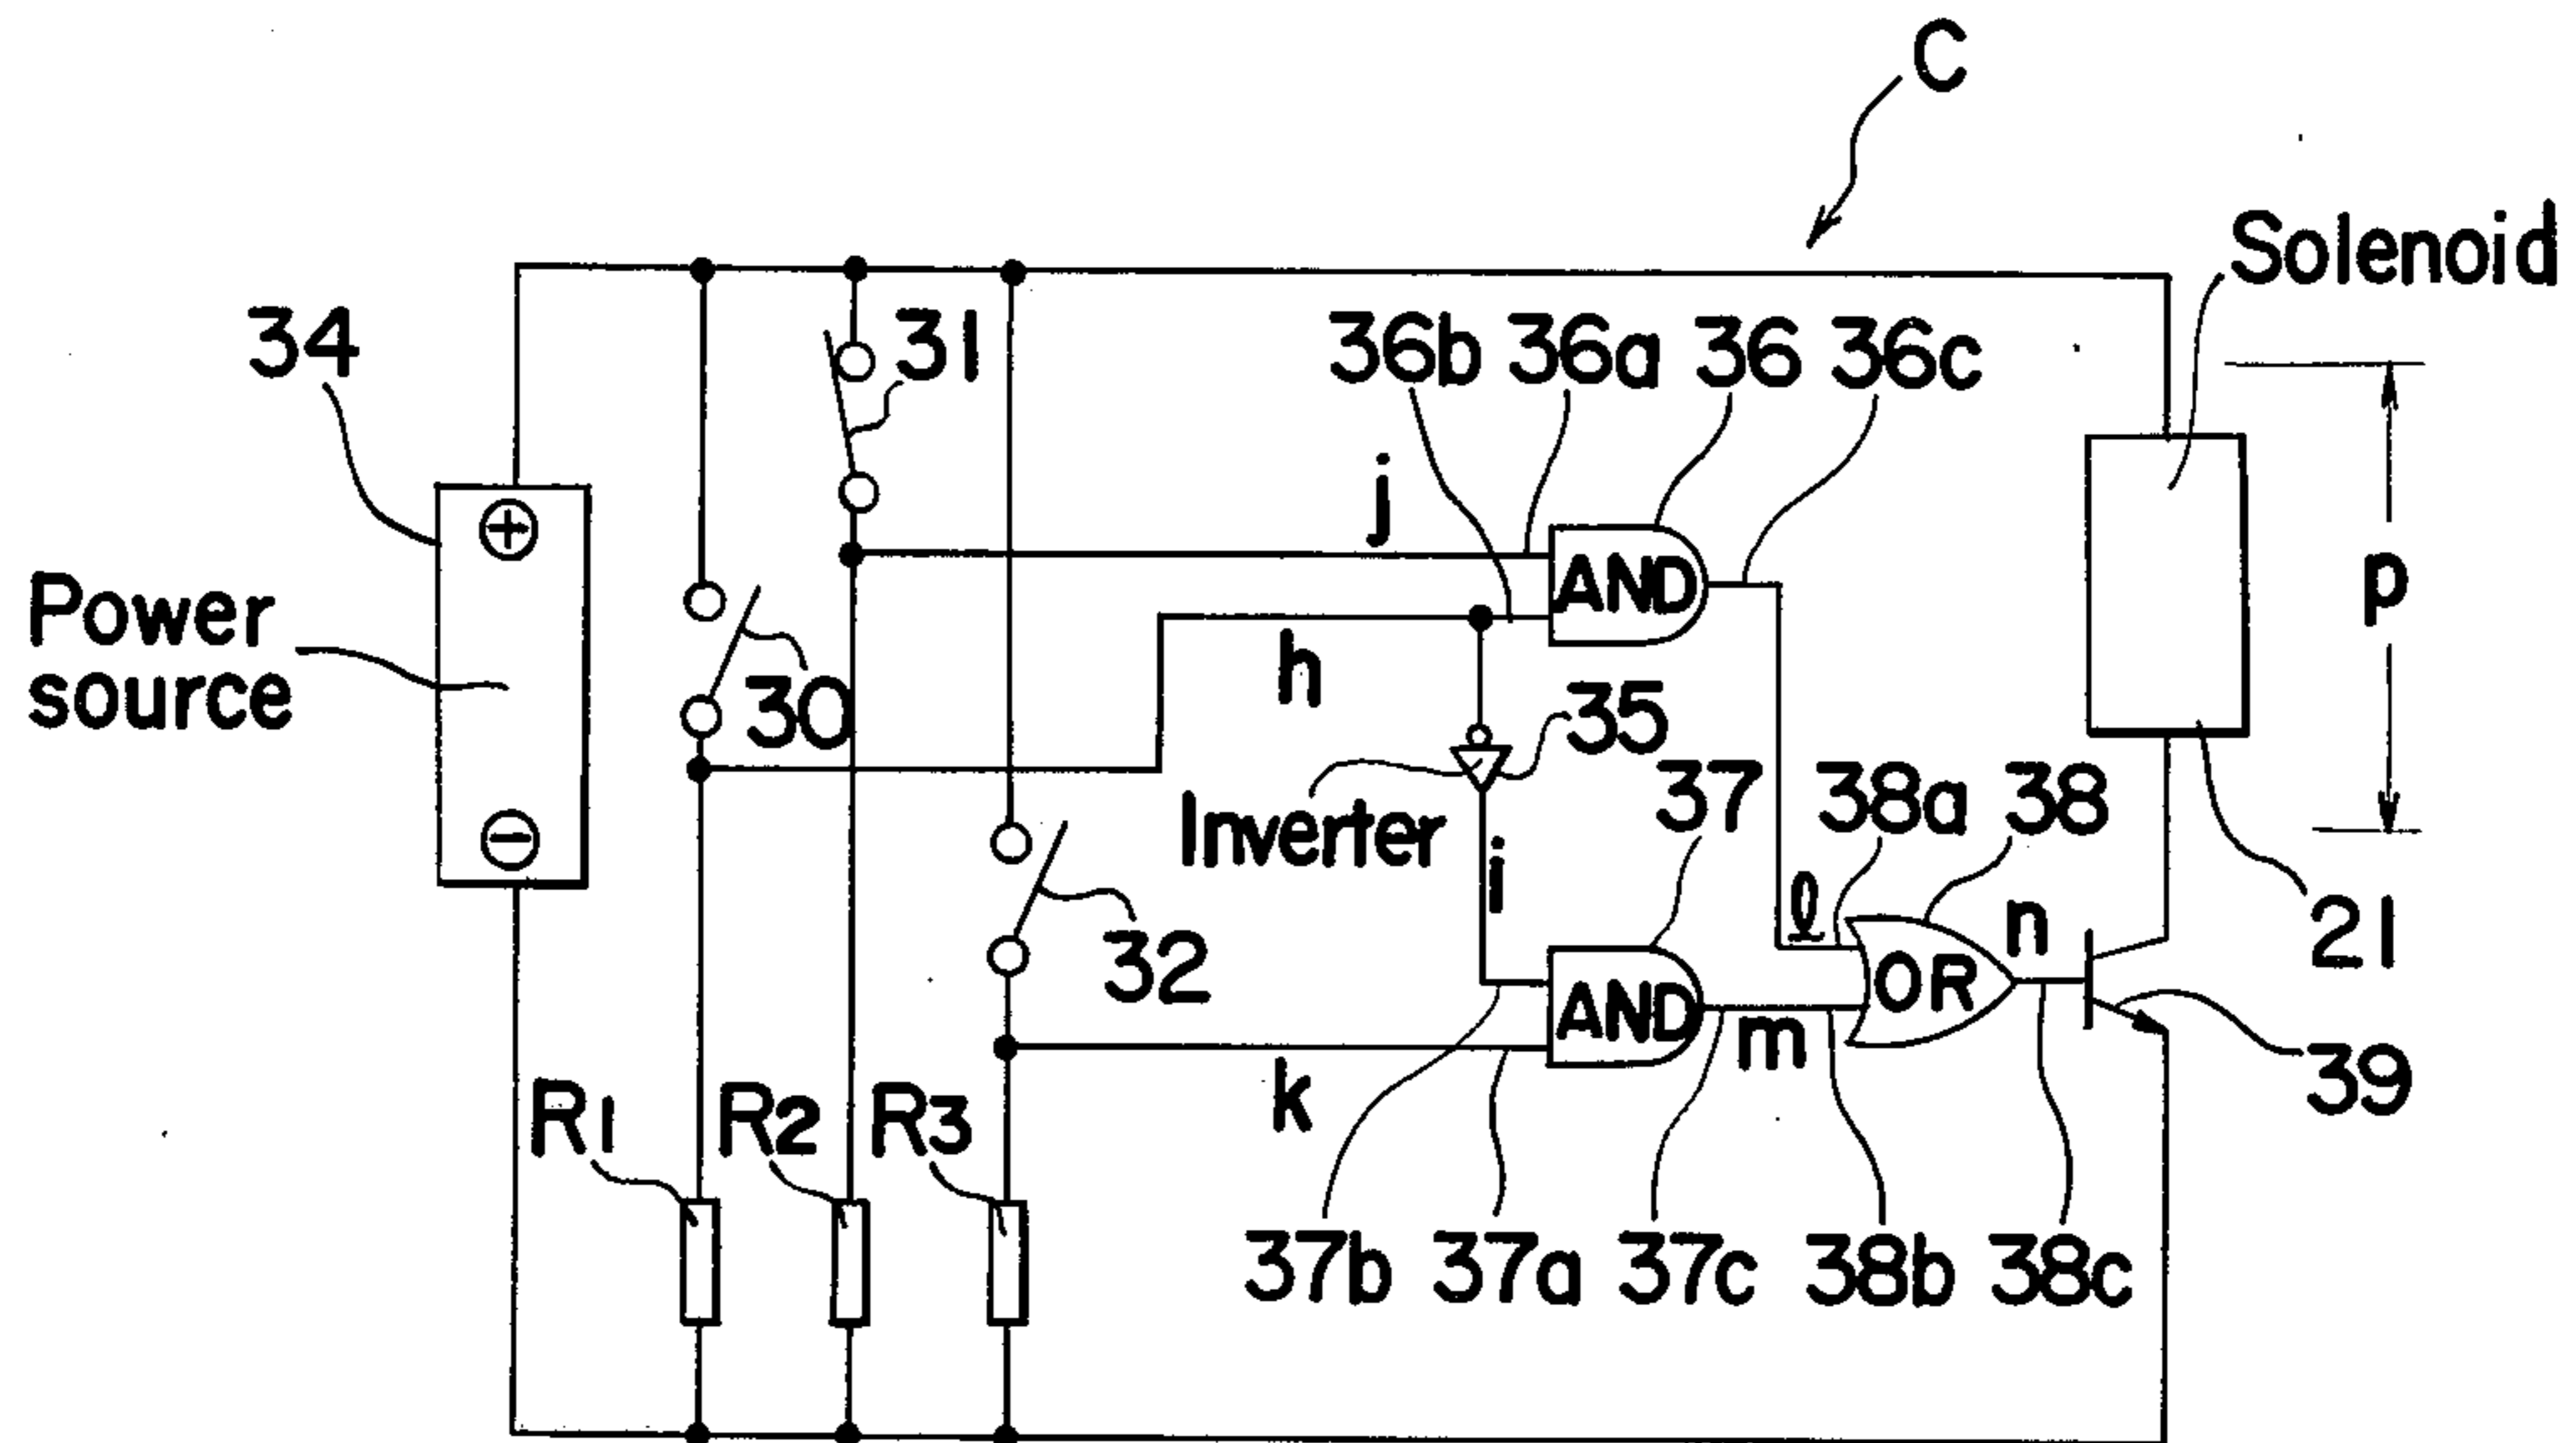 C
Solenoid
34
31
36b 36a 36 36c
j
p
Power
source
30
h
35
Inverter
37
38a 38
i
l
n
21
32
AND
AND
OR
m
39
k
R1 R2 R3
37b 37a 37c 38b 38c
+
−